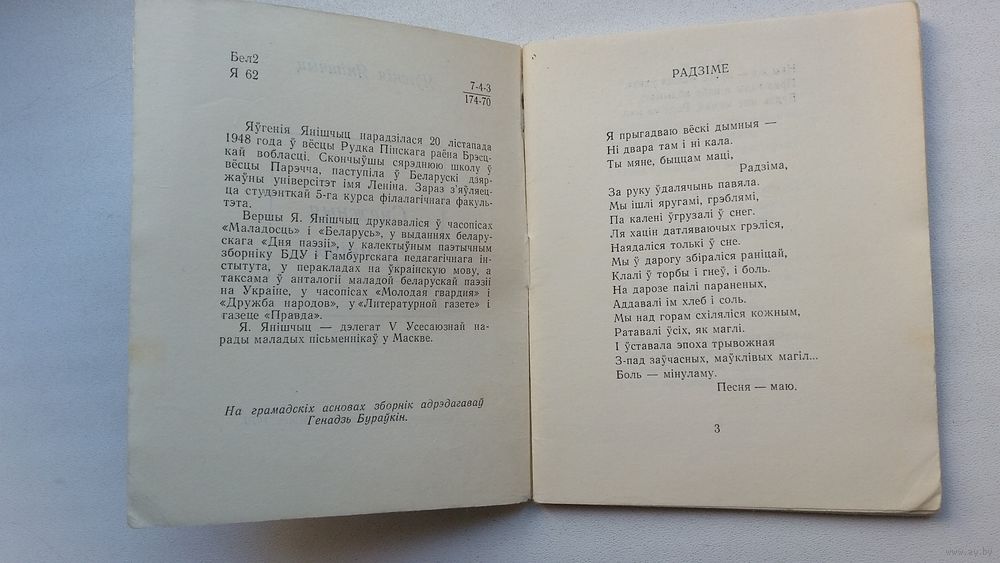 Бел2
Я 62
7-4-3
174-70
Яўгенія Янішчыц нарадзілася 20 лістапада
1948 года ў вёсцы Рудка Пінскага раёна Брэсц-
кай вобласці. Скончыўшы сярэднюю школу ў
вёсцы Парэчча, паступіла ў Беларускі дзяр-
жаўны універсітэт імя Леніна. Зараз з'яўляец-
ца студэнткай 5-га курса філалагічнага факуль-
тэта.
Вершы Я. Янішчыц друкаваліся ў часопісах
«Маладосць» і «Беларусь», у выданнях белару-
скага «Дня паэзіі», у калектыўным паэтычным
зборніку БДУ і Гамбургскага педагагічнага ін-
стытута, у перакладах на ўкраінскую мову, а
таксама ў анталогіі маладой беларускай паэзіі
на Украіне, у часопісах «Молодая гвардия» і
«Дружба народов», у «Литературной газете» і
газеце «Правда».
Я. Янішчыц — дэлегат V Усесаюзнай на-
рады маладых пісьменнікаў у Маскве.
На грамадскіх асновах зборнік адрэдагаваў
Генадзь Бураўкін.
РАДЗІМЕ
Я прыгадваю вёскі дымныя —
Ні двара там і ні кала.
Ты мяне, быццам маці,
Радзіма,
За руку ўдалячынь павяла.
Мы ішлі яругамі, грэблямі,
Па калені ўгрузалі ў снег.
Ля хацін датляваючых грэліся,
Наядаліся толькі ў сне.
Мы ў дарогу збіраліся раніцай,
Клалі ў торбы і гнеў, і боль.
На дарозе паілі параненых,
Аддавалі ім хлеб і соль.
Мы над горам схіляліся кожным,
Ратавалі ўсіх, як маглі.
І ўставала эпоха трывожная
З-пад заўчасных, маўклівых магіл...
Боль — мінуламу.
Песня — маю.
3
www.ay.by